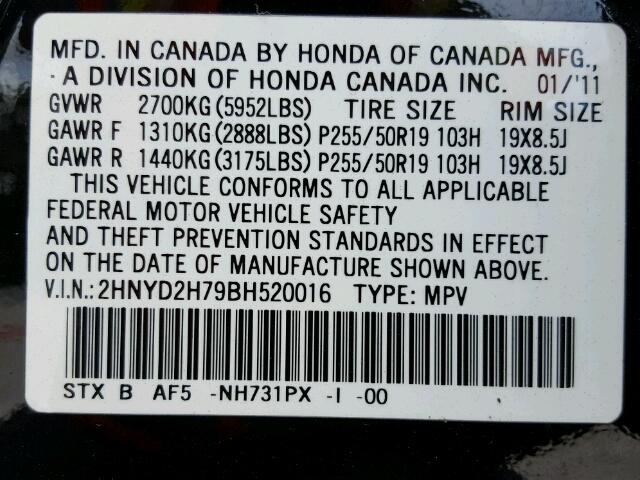 MFD. IN CANADA BY HONDA OF CANADA MFG.,
A DIVISION OF HONDA CANADA INC. 01/'11
GVWR 2700KG(5952LBS) TIRE SIZE RIM SIZE
GAWR F 1310KG(2888LBS) P255/50R19 103H 19X8.5J
GAWR R 1440KG(3175LBS) P255/50R19 103H 19X8.5J
THIS VEHICLE CONFORMS TO ALL APPLICABLE
FEDERAL MOTOR VEHICLE SAFETY
AND THEFT PREVENTION STANDARDS IN EFFECT
ON THE DATE OF MANUFACTURE SHOWN ABOVE.
V.I.N.:2HNYD2H79BH520016 TYPE: MPV
STX B AF5 -NH731PX -I -00